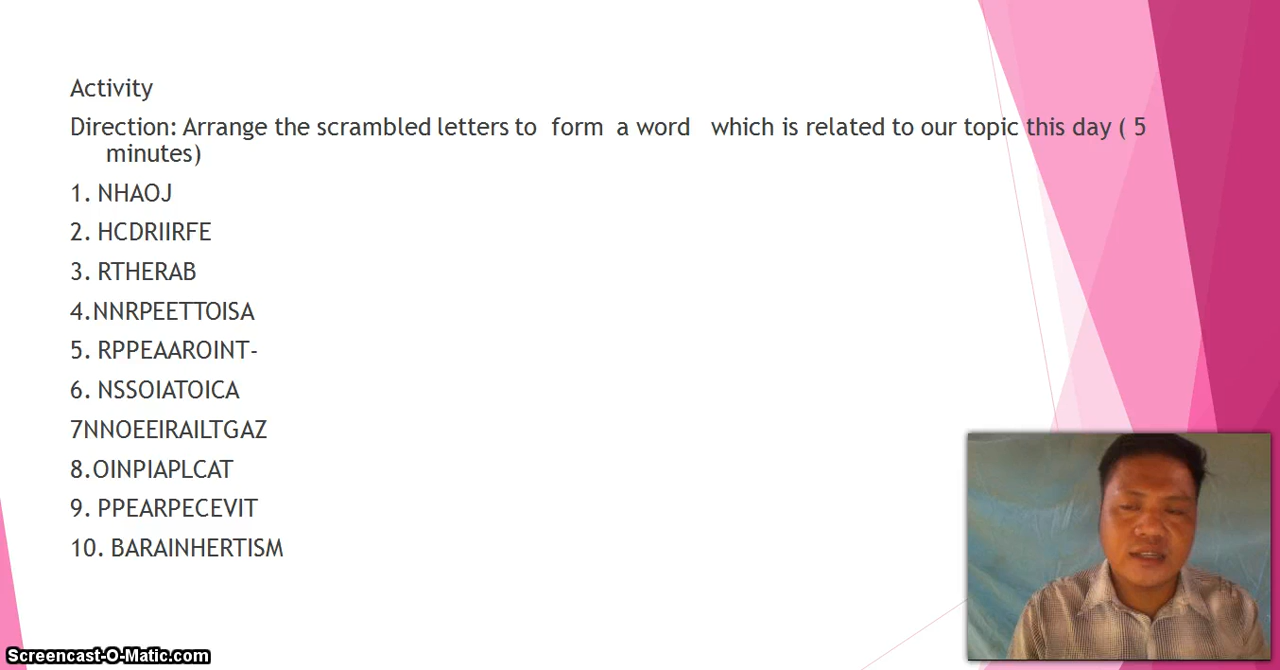 Activity
Direction: Arrange the scrambled letters to form a word which is related to our topic this day ( 5
minutes)
1. NHAOJ
2. HCDRIIRFE
3. RTHERAB
4.NNRPEETTOISA
5. RPPEAAROINT-
6. NSSOIATOICA
7NNOEEIRAILTGAZ
8.OINPIAPLCAT
9. PPEARPECEVIT
10. BARAINHERTISM
Screencast-O-Matic.com